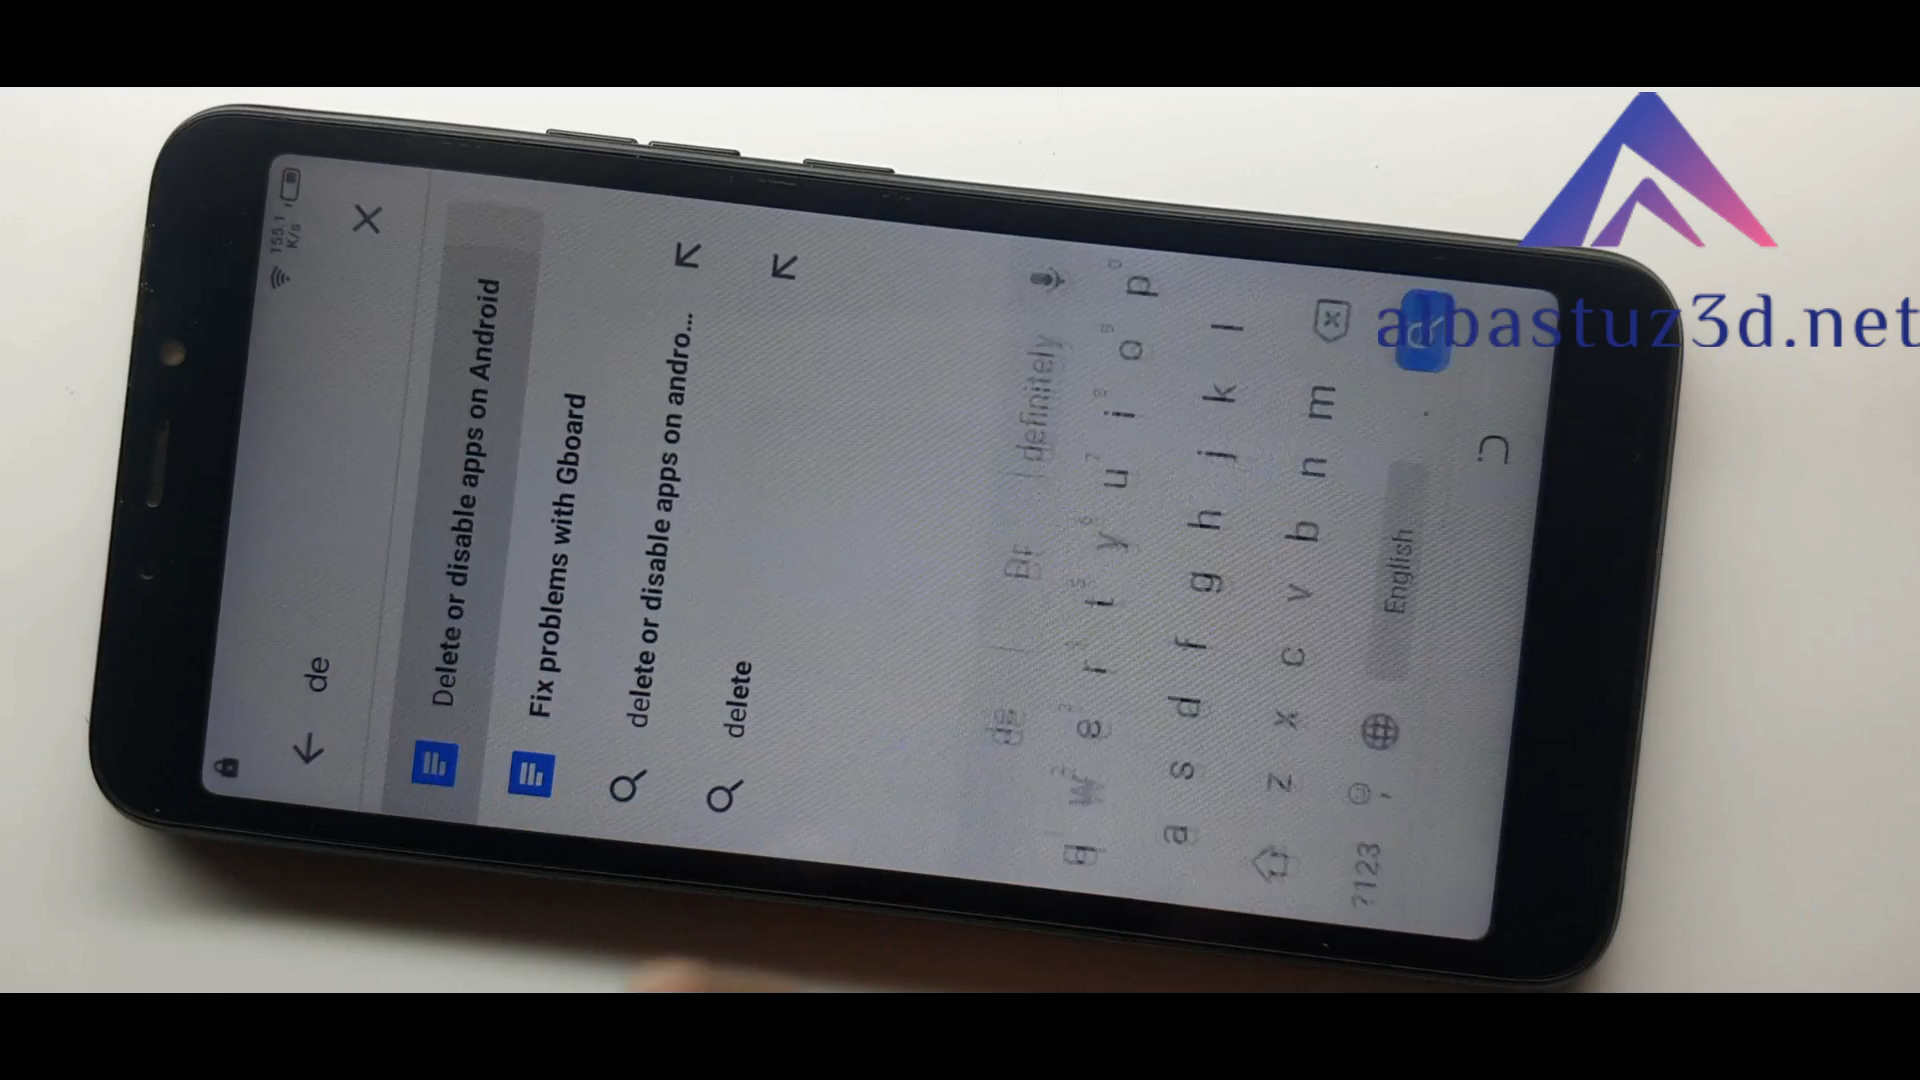 155.1
K/s
de
Delete or disable apps on Android
Fix problems with Gboard
delete or disable apps on andro...
delete
de
definitely
q w e r t y u i o p
a s d f g h j k l
z x c v b n m
?123
,
English
.
albastuz3d.net